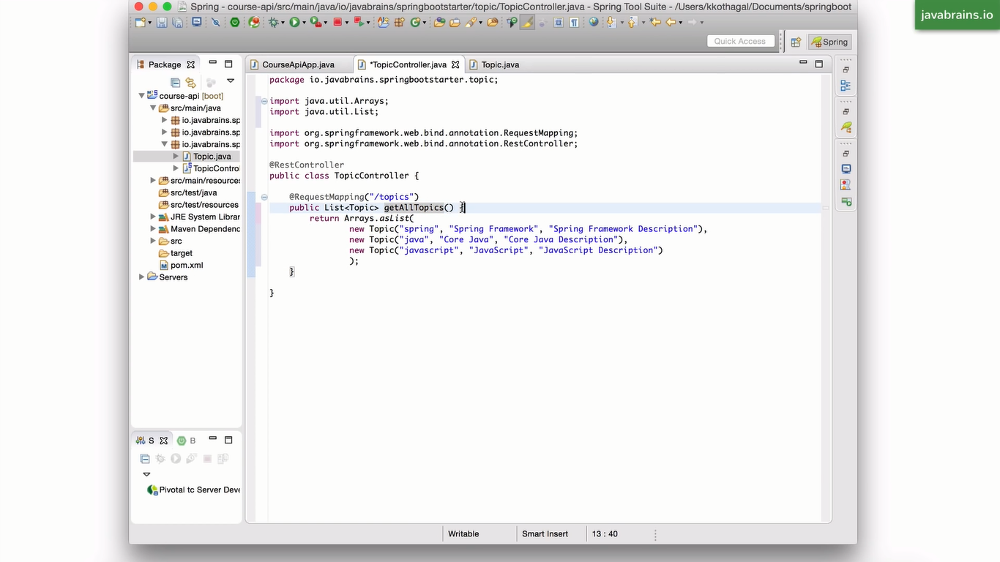 Spring - course-api/src/main/java/io/javabrains/springbootstarter/topic/TopicController.java - Spring Tool Suite - /Users/kkothagal/Documents/springboot
javabrains.io
Quick Access
Spring
Package
CourseApiApp.java
*TopicController.java
Topic.java
course-api [boot]
src/main/java
io.javabrains.sp
io.javabrains.sp
io.javabrains.sp
Topic.java
TopicContro
src/main/resources
src/test/java
src/test/resources
JRE System Librar
Maven Dependenc
src
target
pom.xml
Servers
package io.javabrains.springbootstarter.topic;
import java.util.Arrays;
import java.util.List;
import org.springframework.web.bind.annotation.RequestMapping;
import org.springframework.web.bind.annotation.RestController;
@RestController
public class TopicController {
@RequestMapping("/topics")
public List<Topic> getAllTopics() {
return Arrays.asList(
new Topic("spring", "Spring Framework", "Spring Framework Description"),
new Topic("java", "Core Java", "Core Java Description"),
new Topic("javascript", "JavaScript", "JavaScript Description")
);
}
}
S
B
Pivotal tc Server Deve
Writable
Smart Insert
13 : 40